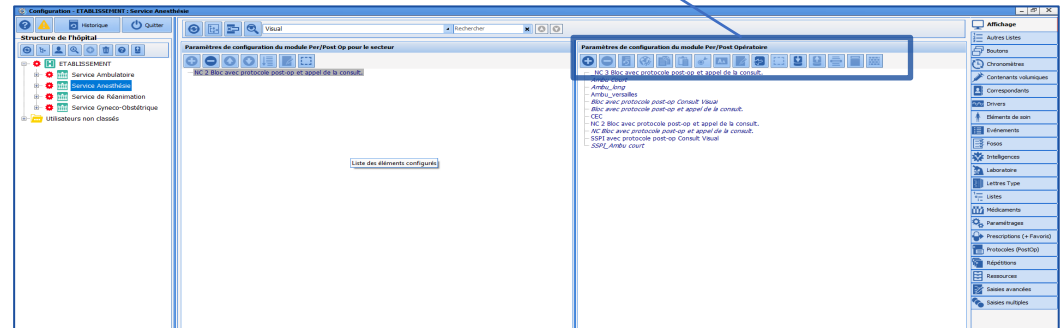 Configuration - ETABLISSEMENT : Service Anesthésie
Historique
Quitter
Structure de l'hôpital
ETABLISSEMENT
Service Ambulatoire
Service Anesthésie
Service de Réanimation
Service Gyneco-Obstétrique
Utilisateurs non classés
Visual
Rechercher
Paramètres de configuration du module Per/Post Op pour le secteur
NC 2 Bloc avec protocole post-op et appel de la consult.
Liste des éléments configurés
Paramètres de configuration du module Per/Post Opératoire
NC 3 Bloc avec protocole post-op et appel de la consult.
Ambu court
Ambu_long
Ambu_versailles
Bloc avec protocole post-op Consult Visual
Bloc avec protocole post-op et appel de la consult.
CEC
NC 2 Bloc avec protocole post-op et appel de la consult.
NC Bloc avec protocole post-op et appel de la consult.
SSPI avec protocole post-op Consult Visual
SSPI_Ambu court
Affichage
Autres Listes
Boutons
Chronomètres
Contenants volumiques
Correspondants
Drivers
Eléments de soin
Evénements
Fosos
Intelligences
Laboratoire
Lettres Type
Listes
Médicaments
Paramétrages
Prescriptions (+ Favoris)
Protocoles (PostOp)
Répétitions
Ressources
Saisies avancées
Saisies multiples